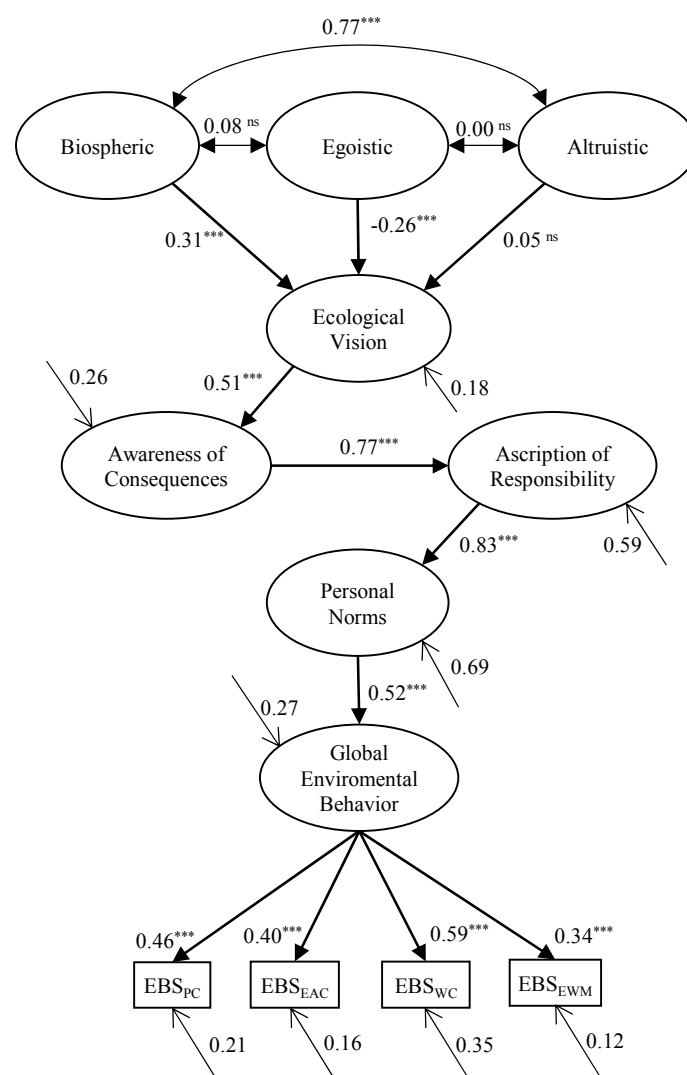 0.77***
0.08 ns
0.00 ns
Biospheric
Egoistic
Altruistic
0.31***
-0.26***
0.05 ns
Ecological
Vision
0.26
0.51***
0.18
Awareness of
Consequences
0.77***
Ascription of
Responsibility
0.83***
0.59
Personal
Norms
0.69
0.52***
0.27
Global
Enviromental
Behavior
0.46***
0.40***
0.59***
0.34***
EBSPC
EBSEAC
EBSWC
EBSEWM
0.21
0.16
0.35
0.12